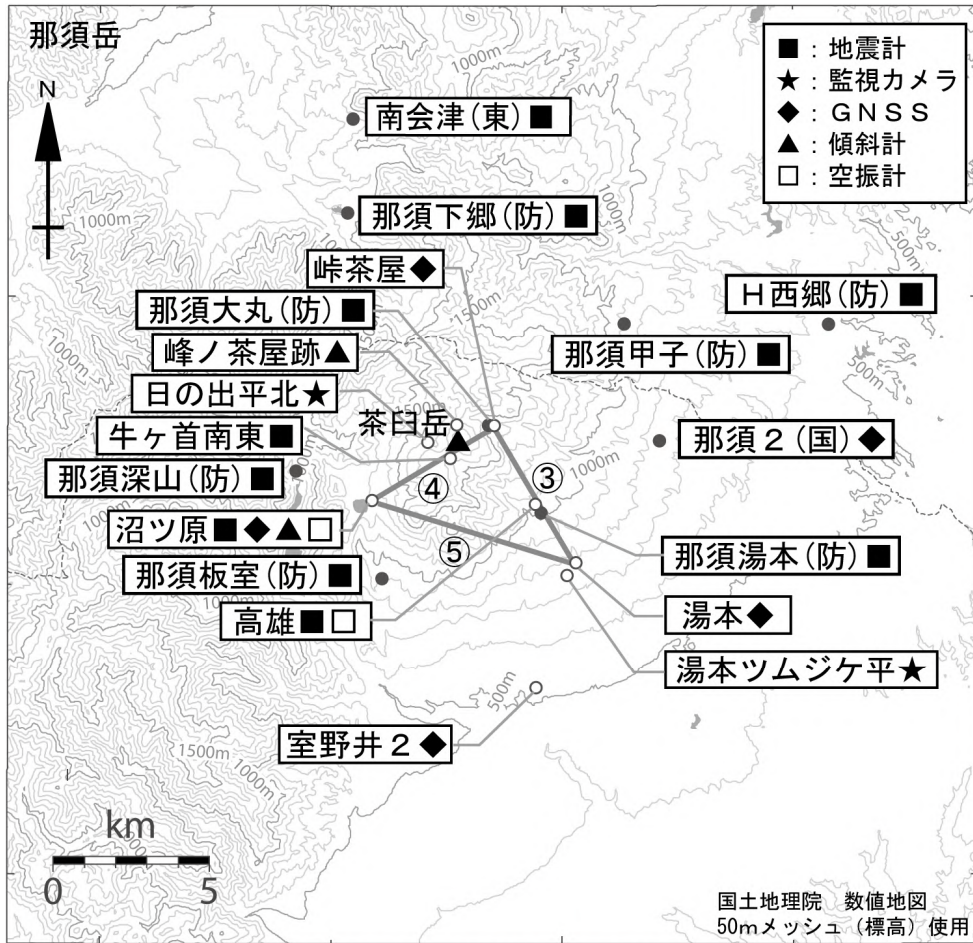 那須岳
■：地震計
★：監視カメラ
◆：ＧＮＳＳ
▲：傾斜計
□：空振計
N
1000m
南会津(東)■
1000m
那須下郷(防)■
500m
峠茶屋◆
1500m
H西郷(防)■
那須大丸(防)■
峰ノ茶屋跡▲
那須甲子(防)■
500m
日の出平北★
茶臼岳
牛ヶ首南東■
那須２(国)◆
那須深山(防)■
④
③
1000m
沼ツ原■◆▲□
⑤
那須湯本(防)■
那須板室(防)■
1000m
高雄■□
湯本◆
湯本ツムジケ平★
500m
室野井２◆
1500m
1000m
km
0 5
国土地理院　数値地図
50mメッシュ（標高）使用